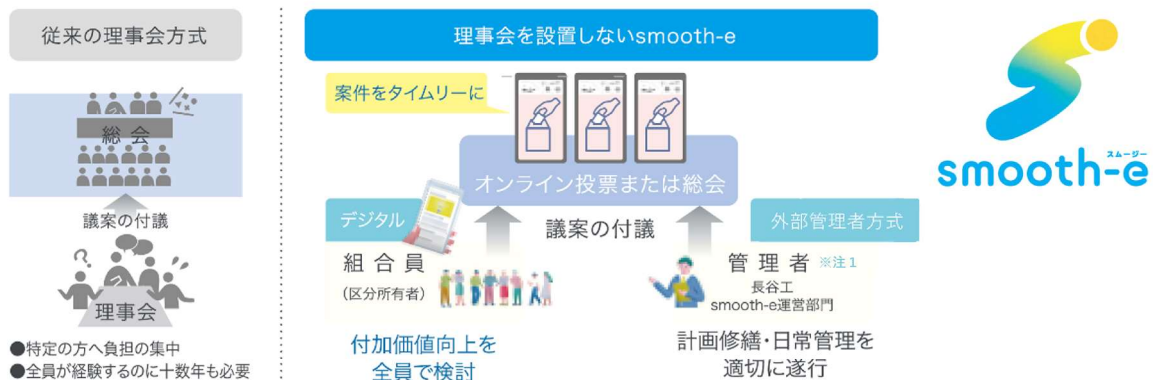 従来の理事会方式
総会
議案の付議
理事会
●特定の方へ負担の集中
●全員が経験するのに十数年も必要
理事会を設置しないsmooth-e
案件をタイムリーに
オンライン投票または総会
デジタル
議案の付議
外部管理者方式
組合員
(区分所有者)
管理者 ※注1
長谷工
smooth-e運営部門
付加価値向上を
全員で検討
計画修繕・日常管理を
適切に遂行
スムージー
smooth-e